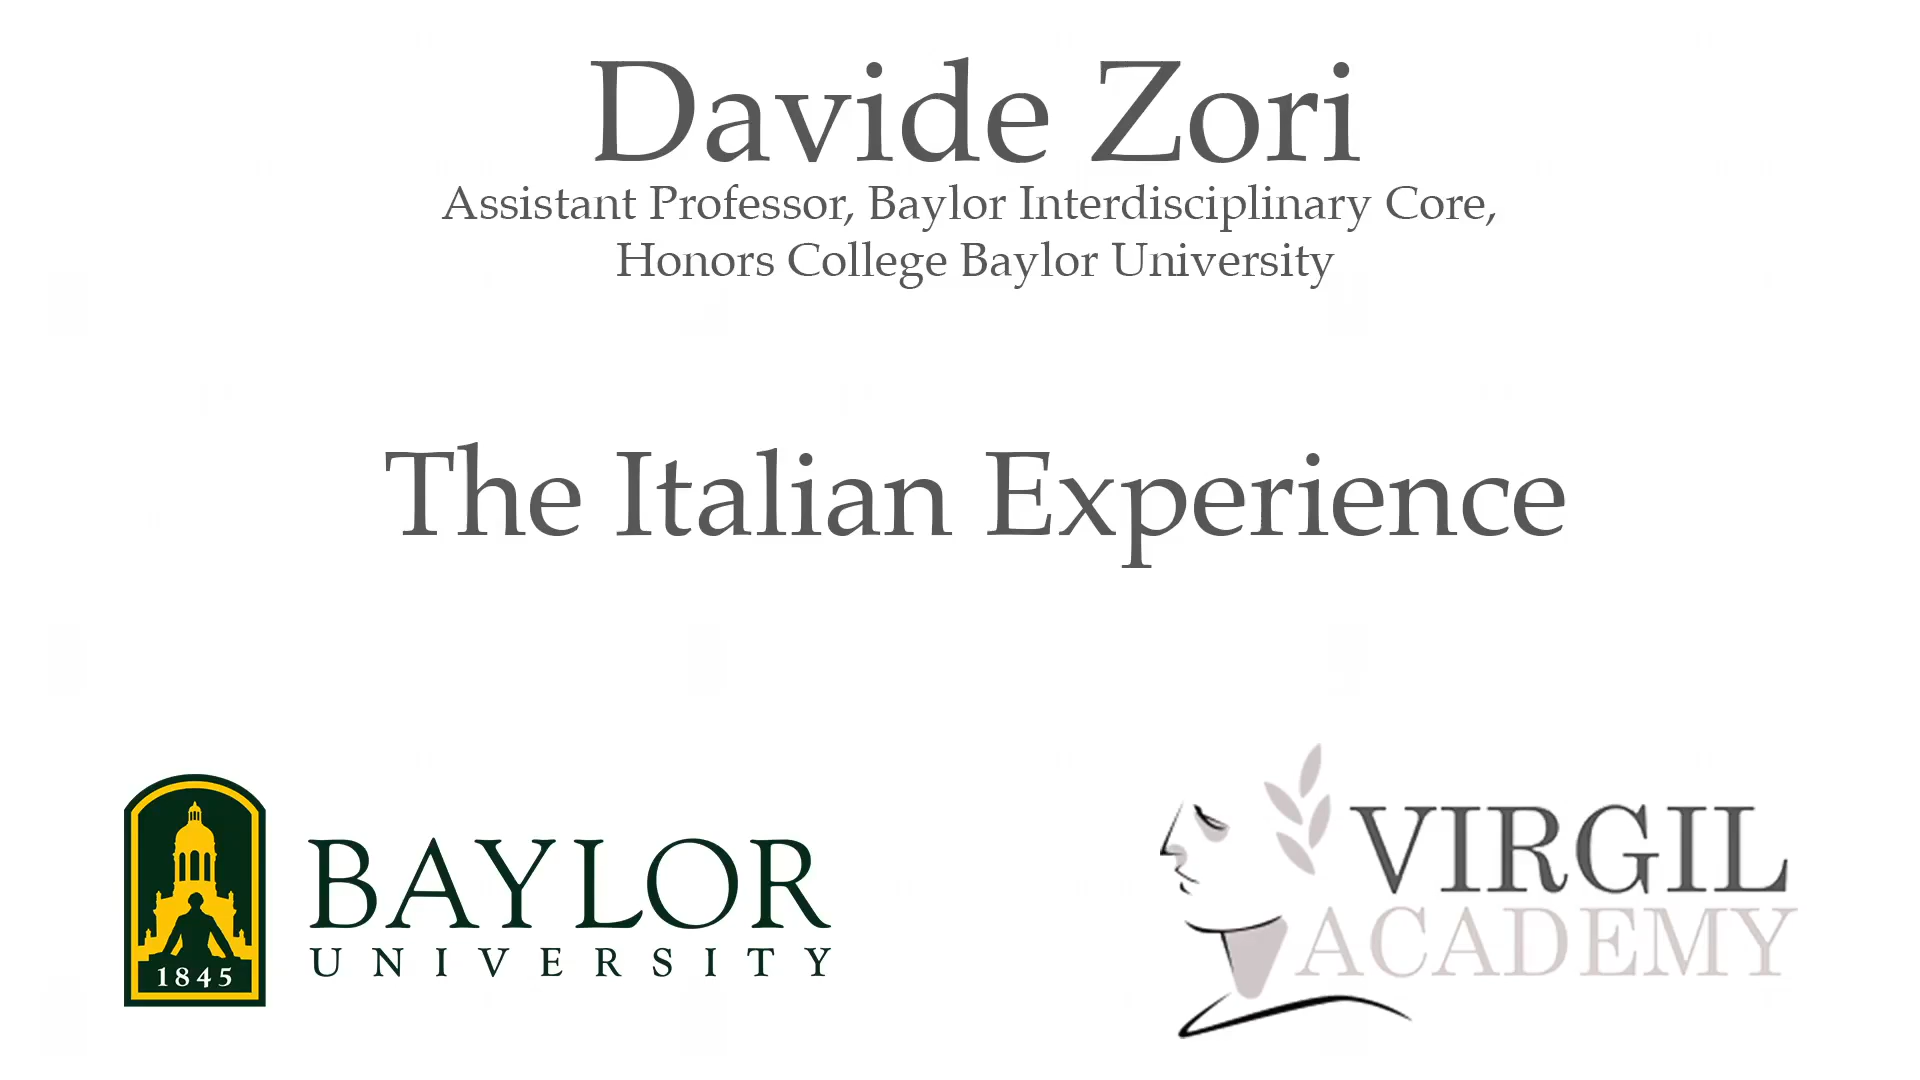 Davide Zori
Assistant Professor, Baylor Interdisciplinary Core,
Honors College Baylor University
The Italian Experience
1845
BAYLOR
UNIVERSITY
VIRGIL
ACADEMY